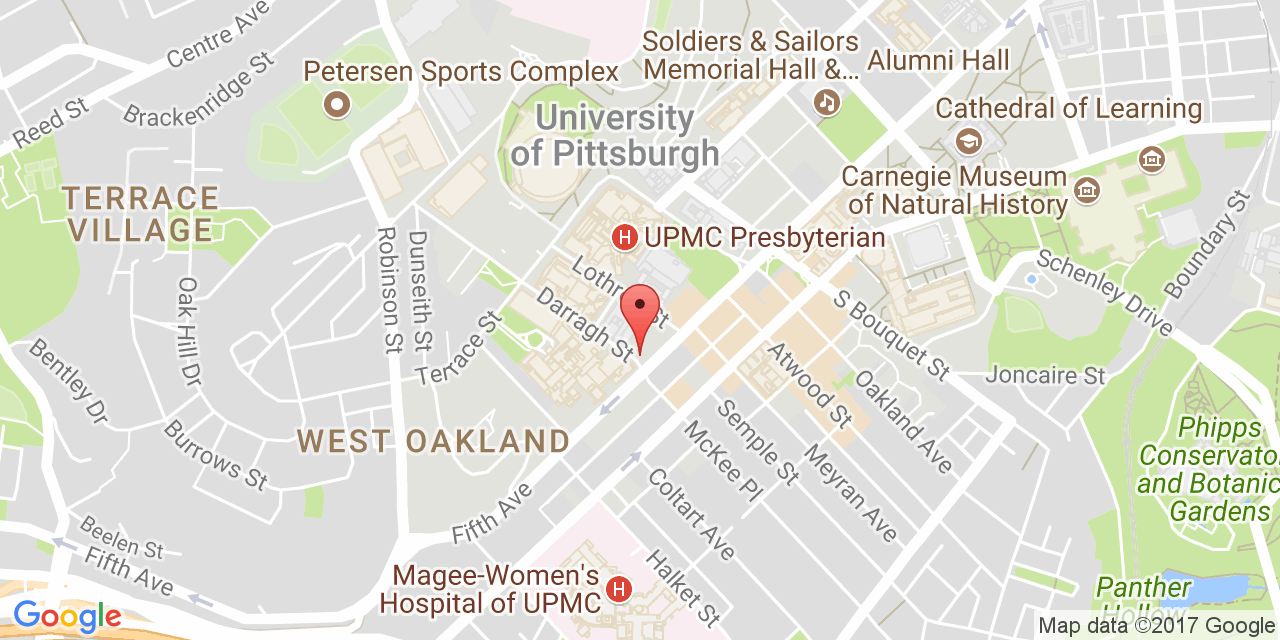 Centre Ave
Soldiers & Sailors
Memorial Hall &...
Alumni Hall
Petersen Sports Complex
Brackenridge St
Reed St
University
of Pittsburgh
Cathedral of Learning
Carnegie Museum
of Natural History
TERRACE
VILLAGE
UPMC Presbyterian
Boundary St
Schenley Drive
Robinson St
Dunseith St
Oak Hill Dr
Lothrop St
Darragh St
Terrace St
S Bouquet St
Bentley Dr
Atwood St
Joncaire St
Oakland Ave
WEST OAKLAND
Burrows St
Semple St
McKee Pl
Meyran Ave
Phipps
Conservato
and Botanic
Gardens
Coltart Ave
Fifth Ave
Beelen St
Fifth Ave
Halket St
Magee-Women's
Hospital of UPMC
Panther
Hollow
Google
Map data ©2017 Google